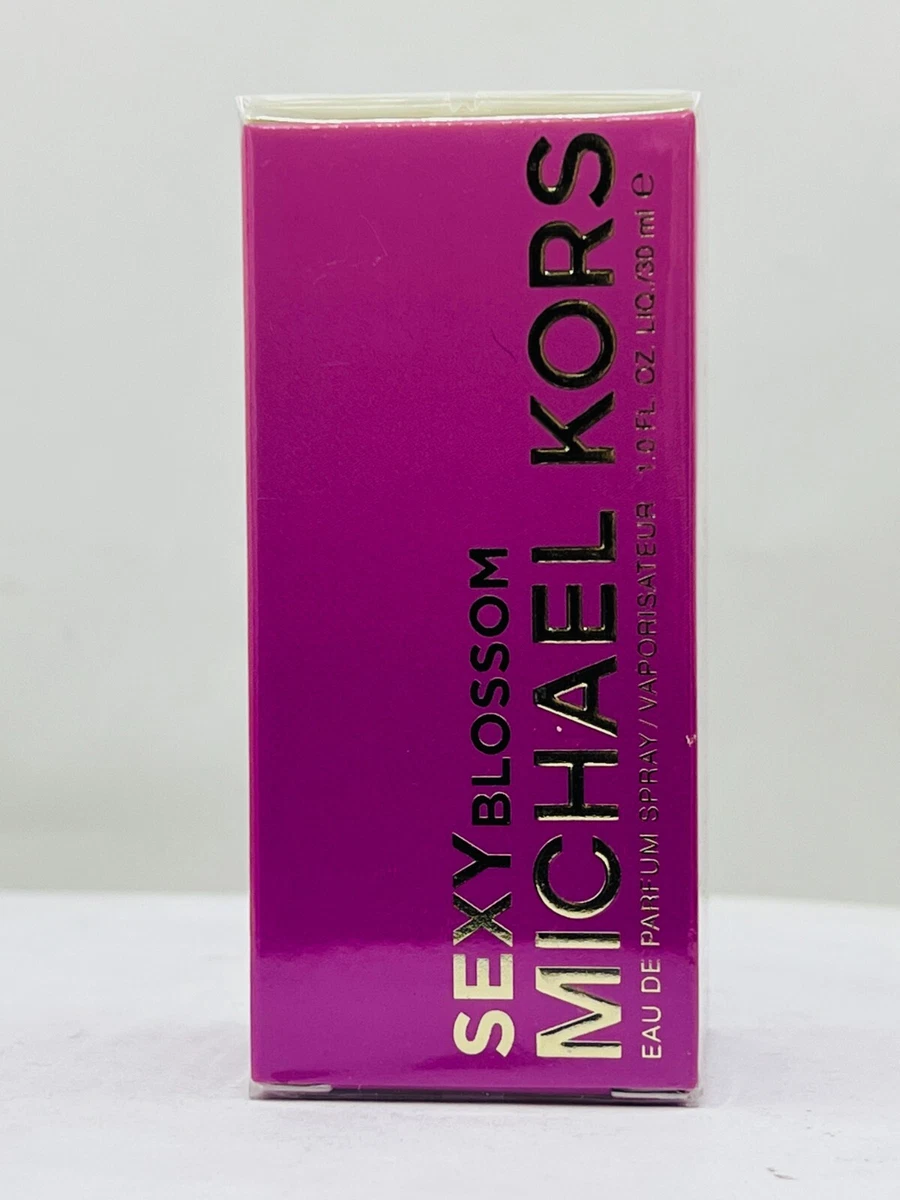 SEXY BLOSSOM
MICHAEL KORS
EAU DE PARFUM SPRAY / VAPORISATEUR 1.0 FL. OZ. LIQ./30 ml ℮